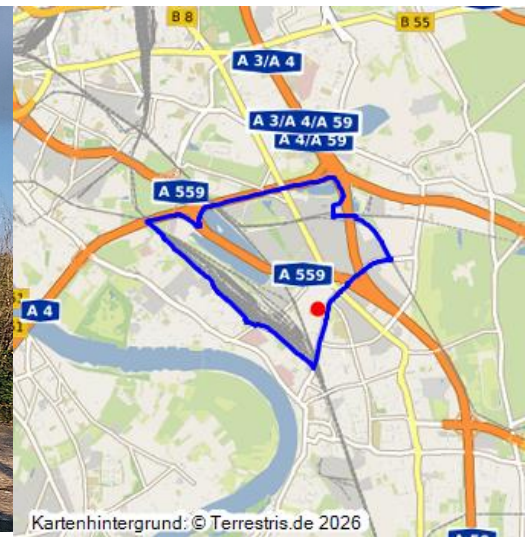 B 8
B 55
A 3/A 4
A 3/A 4/A 59
A 4/A 59
A 559
A 559
A 4
Kartenhintergrund: © Terrestris.de 2026